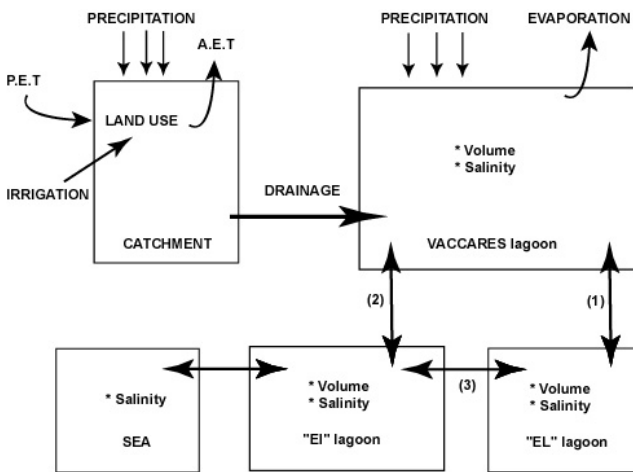 PRECIPITATION
A.E.T
PRECIPITATION
EVAPORATION
P.E.T
LAND USE
IRRIGATION
CATCHMENT
DRAINAGE
* Volume
* Salinity
VACCARES lagoon
(2)
(1)
* Salinity
SEA
* Volume
* Salinity
"EI" lagoon
(3)
* Volume
* Salinity
"EL" lagoon